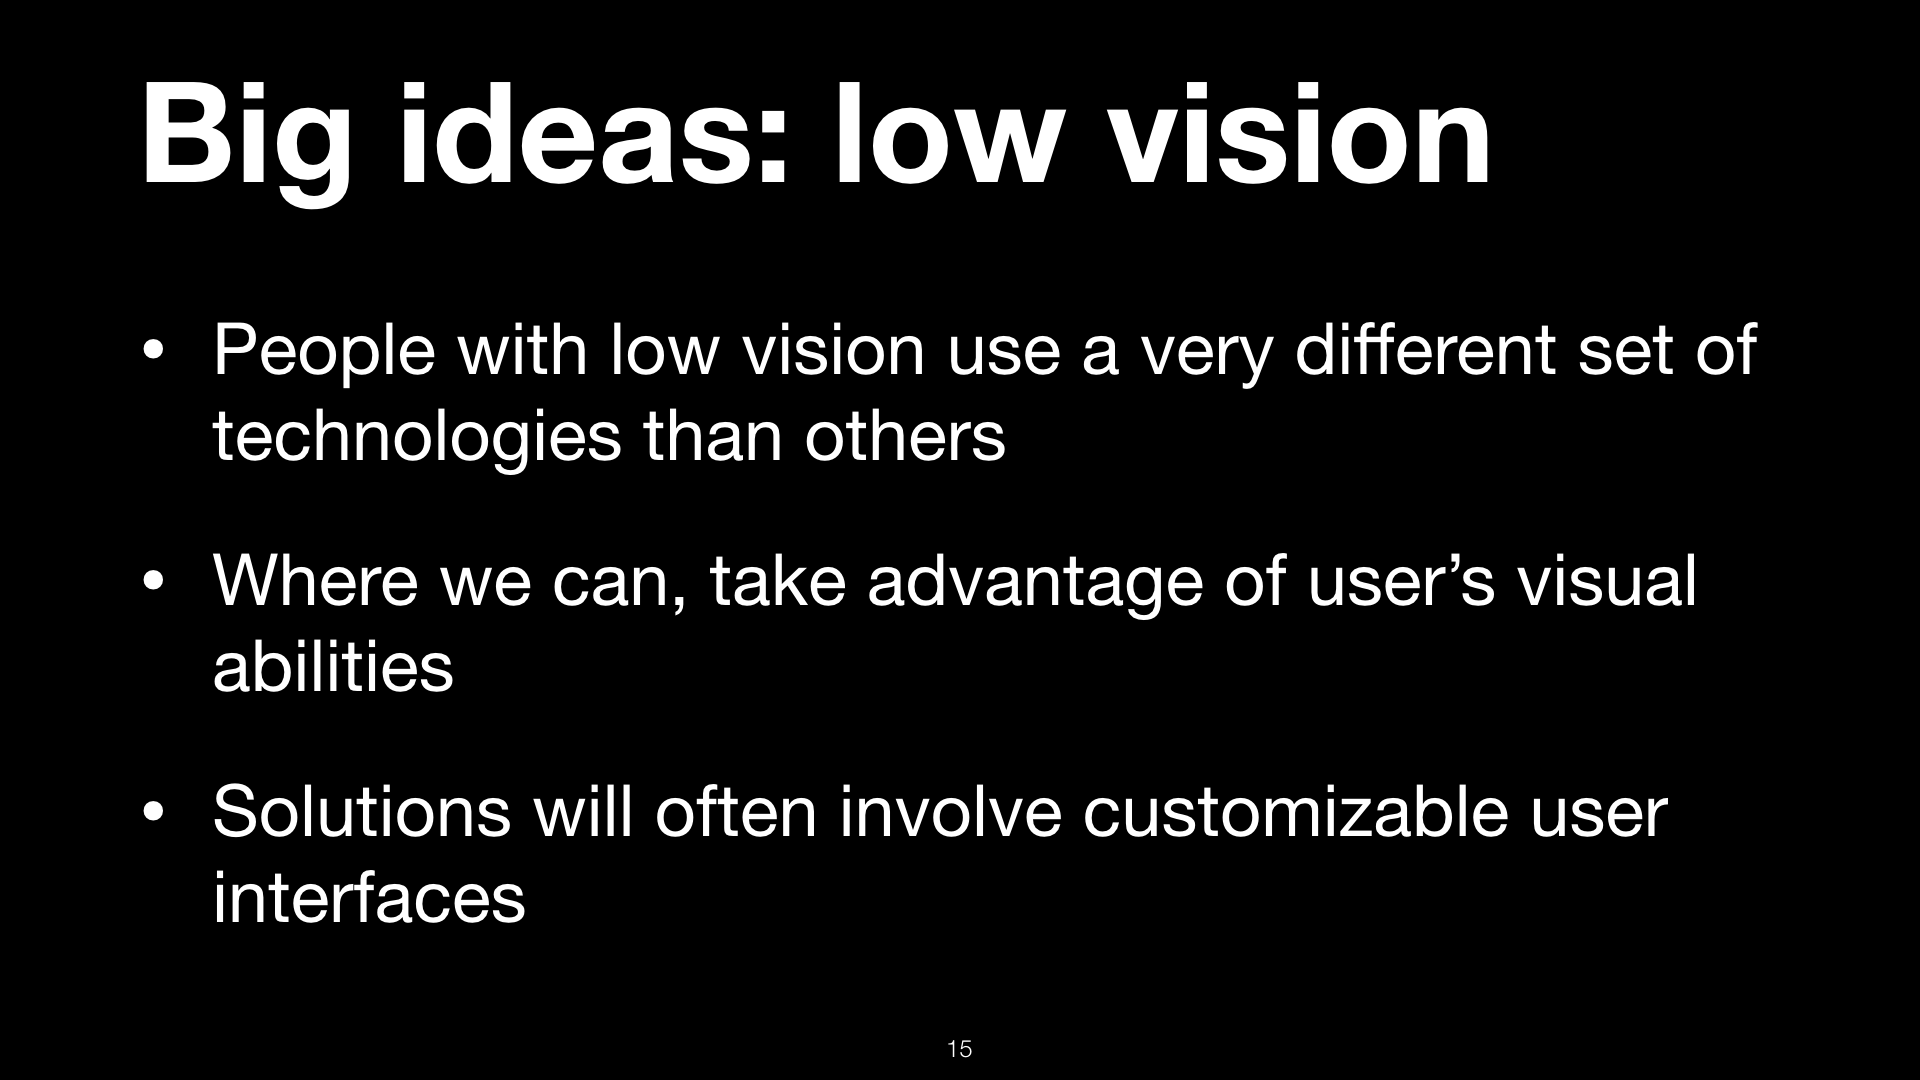 Big ideas: low vision
• People with low vision use a very different set of
technologies than others
• Where we can, take advantage of user’s visual
abilities
• Solutions will often involve customizable user
interfaces
15